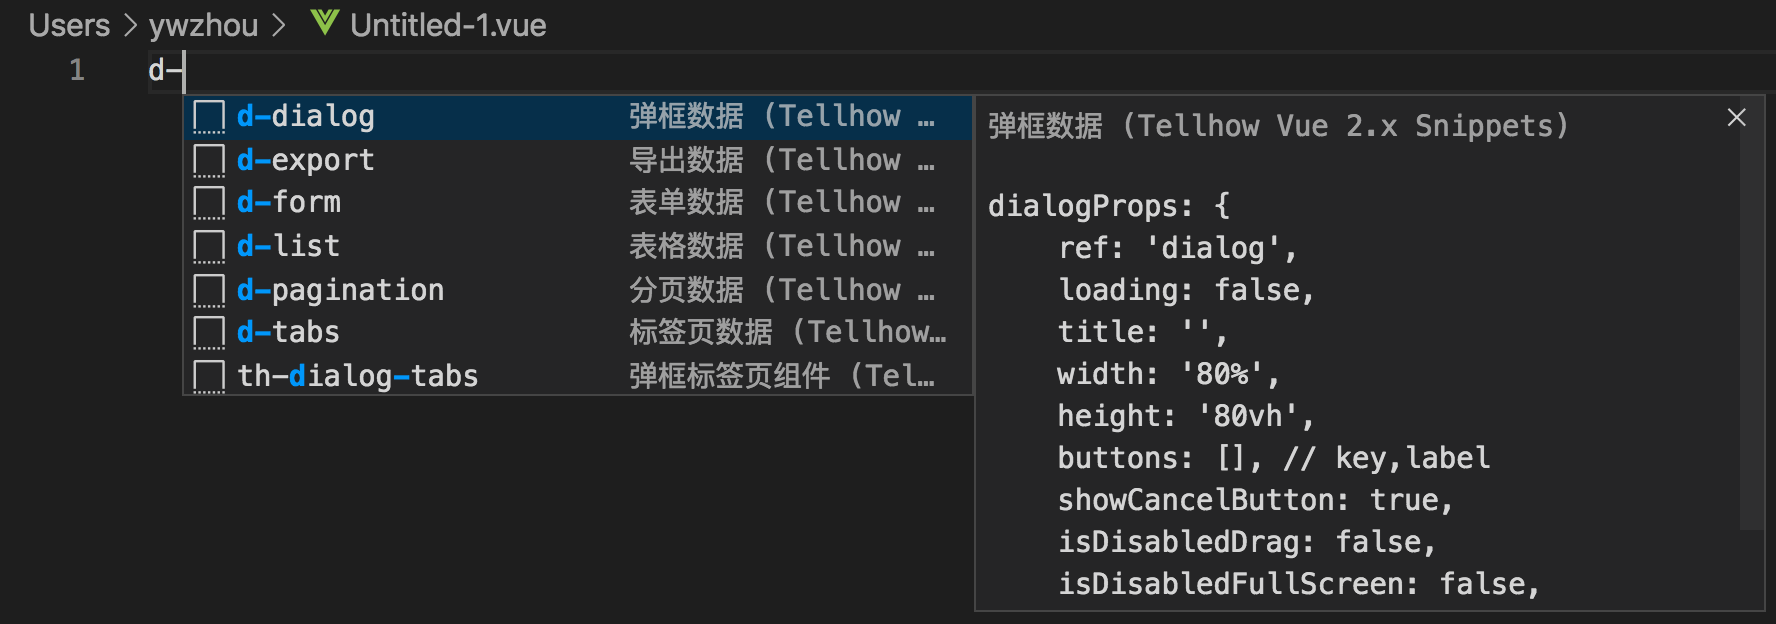 Users > ywzhou > Untitled-1.vue
1 d-
d-dialog 弹框数据 (Tellhow …
d-export 导出数据 (Tellhow …
d-form 表单数据 (Tellhow …
d-list 表格数据 (Tellhow …
d-pagination 分页数据 (Tellhow …
d-tabs 标签页数据 (Tellhow…
th-dialog-tabs 弹框标签页组件 (Tel…
弹框数据 (Tellhow Vue 2.x Snippets)
dialogProps: {
ref: 'dialog',
loading: false,
title: '',
width: '80%',
height: '80vh',
buttons: [], // key,label
showCancelButton: true,
isDisabledDrag: false,
isDisabledFullScreen: false,